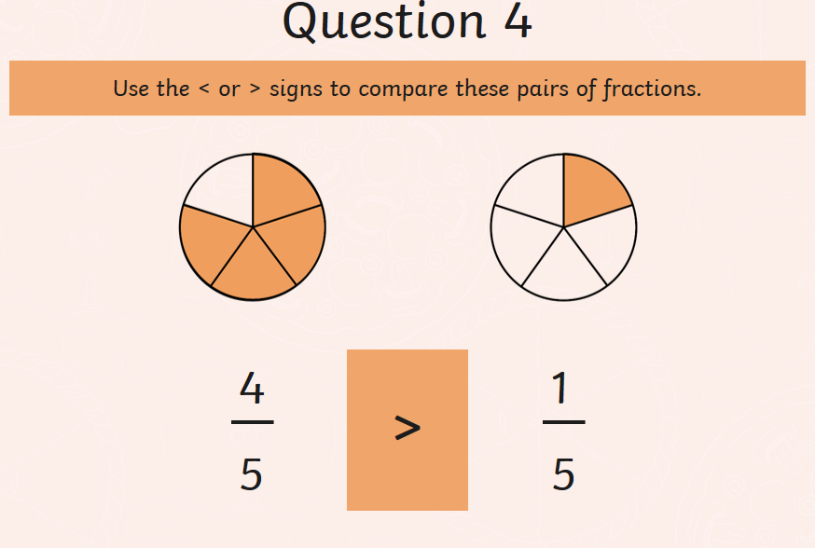 Question 4
Use the < or > signs to compare these pairs of fractions.
4 > 1
5 5